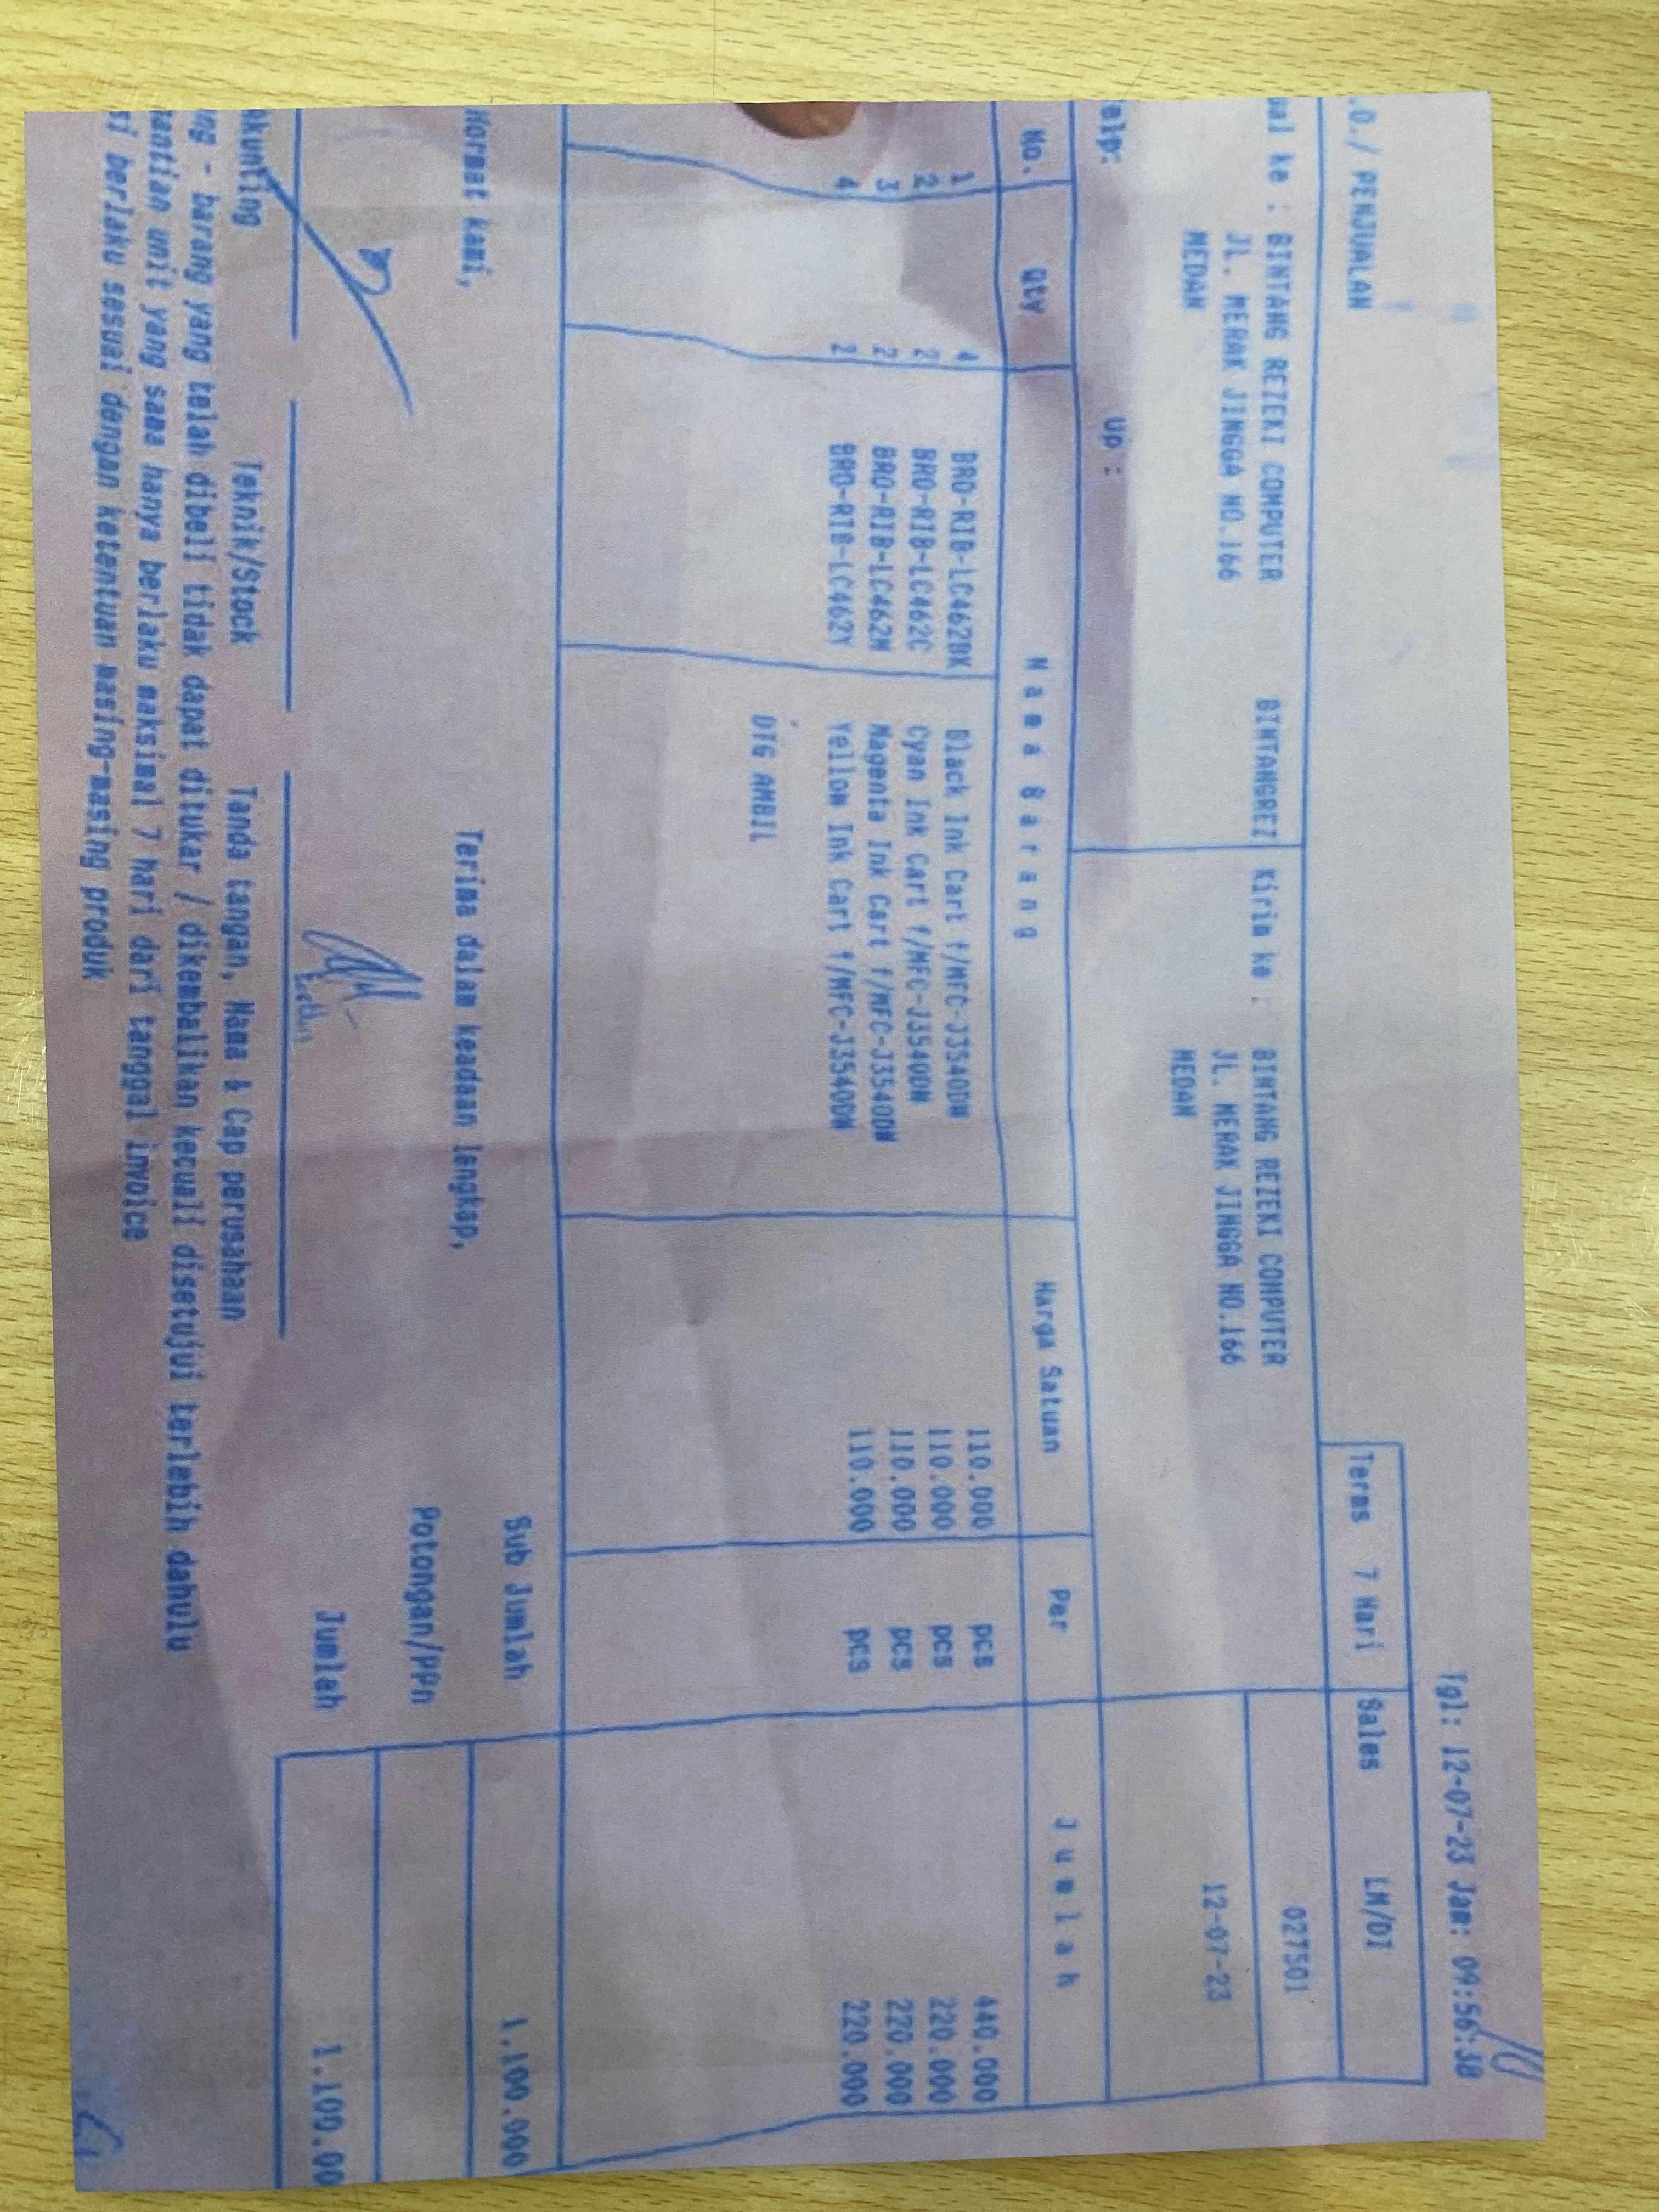 Tgl: 12-07-23 Jam: 09:56:38
.O./ PENJUALAN
Terms 7 Hari Sales LM/DI
ual ke : BINTANG REZEKI COMPUTER BINTANGREZ Kirim ke : BINTANG REZEKI COMPUTER 027501
JL. MERAK JINGGA NO.166 JL. MERAK JINGGA NO.166
MEDAN MEDAN 12-07-23
elp: Up :
No. Qty Nama Barang Harga Satuan Per Jumlah
1 4 BRO-RIB-LC462BK Black Ink Cart f/MFC-J3540DW 110.000 pcs 440.000
2 2 BRO-RIB-LC462C Cyan Ink Cart f/MFC-J3540DW 110.000 pcs 220.000
3 2 BRO-RIB-LC462M Magenta Ink Cart f/MFC-J3540DW 110.000 pcs 220.000
4 2 BRO-RIB-LC462Y Yellow Ink Cart f/MFC-J3540DW 110.000 pcs 220.000
DTG AMBIL
Hormat kami, Terima dalam keadaan lengkap, Sub Jumlah 1.100.000
Potongan/PPn
Jumlah 1.100.00
akunting Teknik/Stock Tanda tangan, Nama & Cap perusahaan
ng - barang yang telah dibeli tidak dapat ditukar / dikembalikan kecuali disetujui terlebih dahulu
antian unit yang sama hanya berlaku maksimal 7 hari dari tanggal invoice
si berlaku sesuai dengan ketentuan masing-masing produk